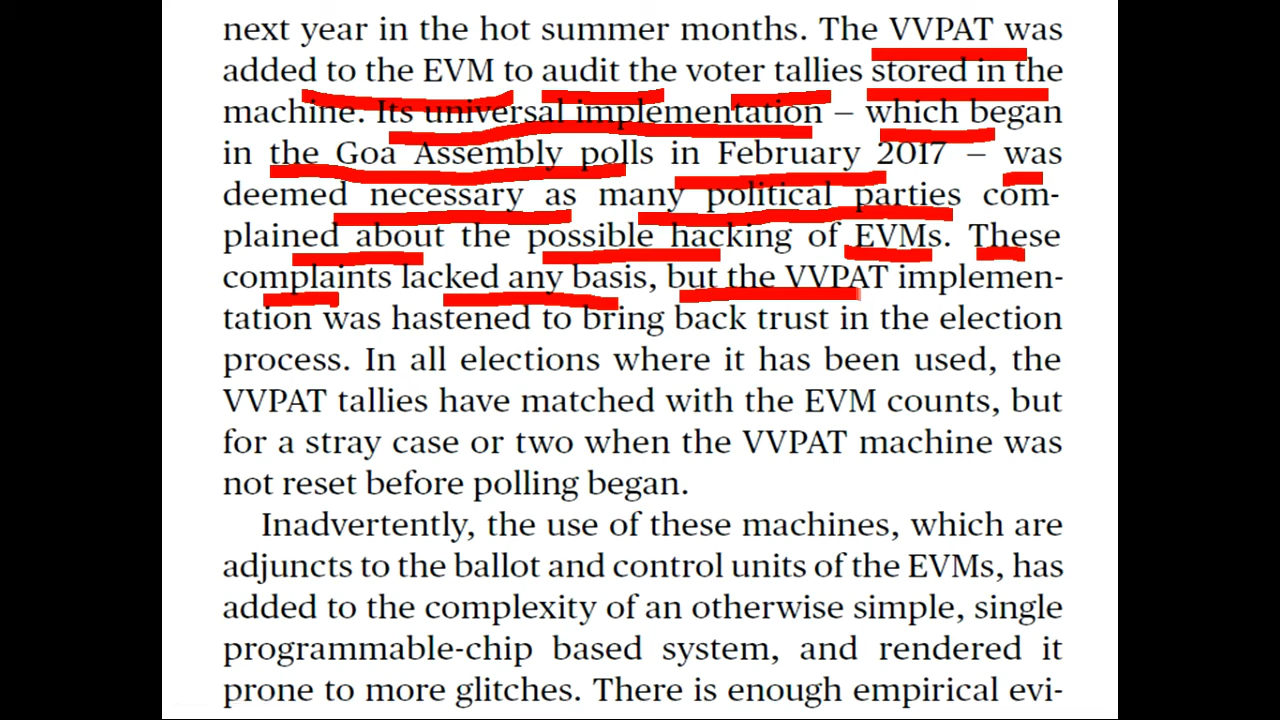 next year in the hot summer months. The VVPAT was
added to the EVM to audit the voter tallies stored in the
machine. Its universal implementation – which began
in the Goa Assembly polls in February 2017 – was
deemed necessary as many political parties com-
plained about the possible hacking of EVMs. These
complaints lacked any basis, but the VVPAT implemen-
tation was hastened to bring back trust in the election
process. In all elections where it has been used, the
VVPAT tallies have matched with the EVM counts, but
for a stray case or two when the VVPAT machine was
not reset before polling began.
Inadvertently, the use of these machines, which are
adjuncts to the ballot and control units of the EVMs, has
added to the complexity of an otherwise simple, single
programmable-chip based system, and rendered it
prone to more glitches. There is enough empirical evi-